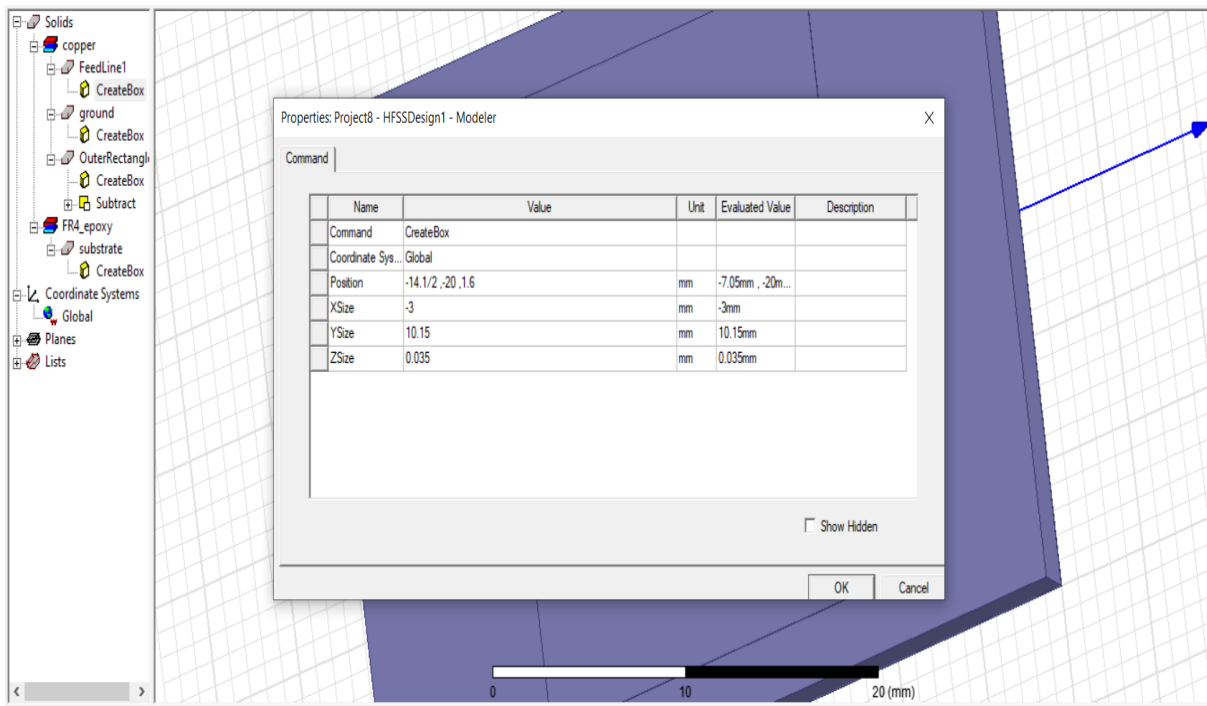 Solids
copper
FeedLine1
CreateBox
ground
CreateBox
OuterRectangl
CreateBox
Subtract
FR4_epoxy
substrate
CreateBox
Coordinate Systems
Global
Planes
Lists
Properties: Project8 - HFSSDesign1 - Modeler
Command
Name Value Unit Evaluated Value Description
Command CreateBox
Coordinate Sys... Global
Position -14.1/2 ,-20 ,1.6 mm -7.05mm , -20m...
XSize -3 mm -3mm
YSize 10.15 mm 10.15mm
ZSize 0.035 mm 0.035mm
Show Hidden
OK Cancel
0 10 20 (mm)